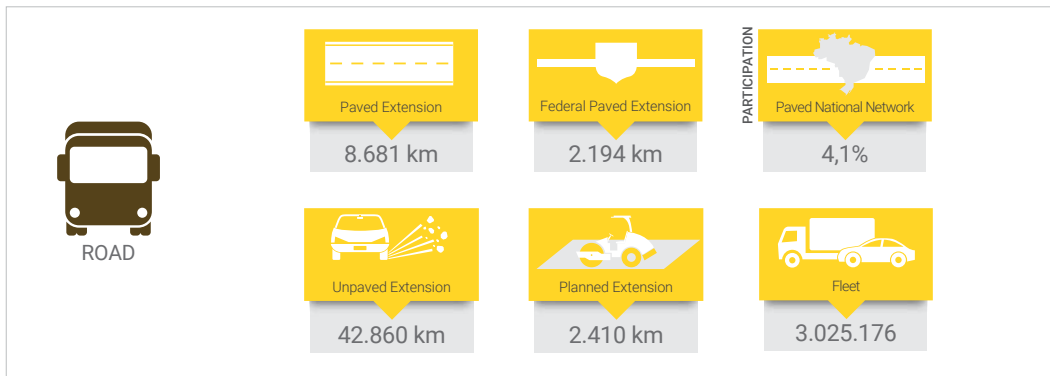 ROAD
Paved Extension
8.681 km
Federal Paved Extension
2.194 km
PARTICIPATION
Paved National Network
4,1%
Unpaved Extension
42.860 km
Planned Extension
2.410 km
Fleet
3.025.176